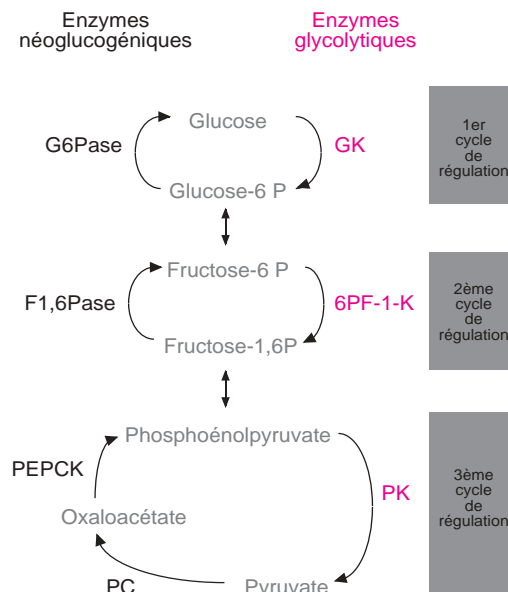 Enzymes
néoglucogéniques
Enzymes
glycolytiques
Glucose
G6Pase
GK
Glucose-6 P
1er
cycle
de
régulation
Fructose-6 P
F1,6Pase
6PF-1-K
Fructose-1,6P
2ème
cycle
de
régulation
Phosphoénolpyruvate
PEPCK
PK
Oxaloacétate
PC
Pyruvate
3ème
cycle
de
régulation